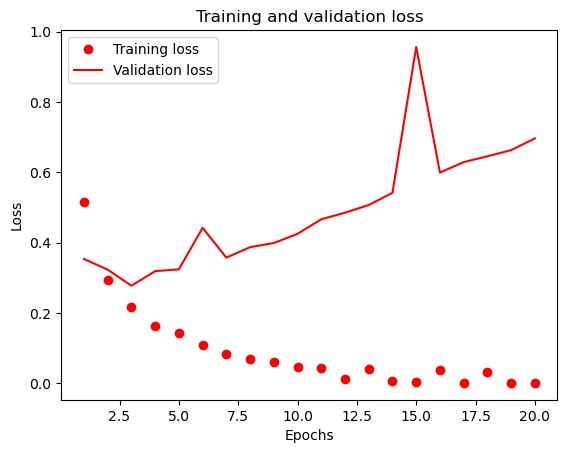 Training and validation loss
Training loss
Validation loss
Loss
1.0
0.8
0.6
0.4
0.2
0.0
2.5 5.0 7.5 10.0 12.5 15.0 17.5 20.0
Epochs